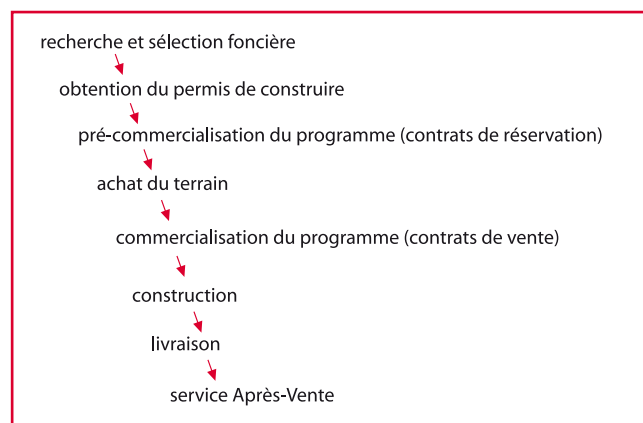 recherche et sélection foncière
obtention du permis de construire
pré-commercialisation du programme (contrats de réservation)
achat du terrain
commercialisation du programme (contrats de vente)
construction
livraison
service Après-Vente